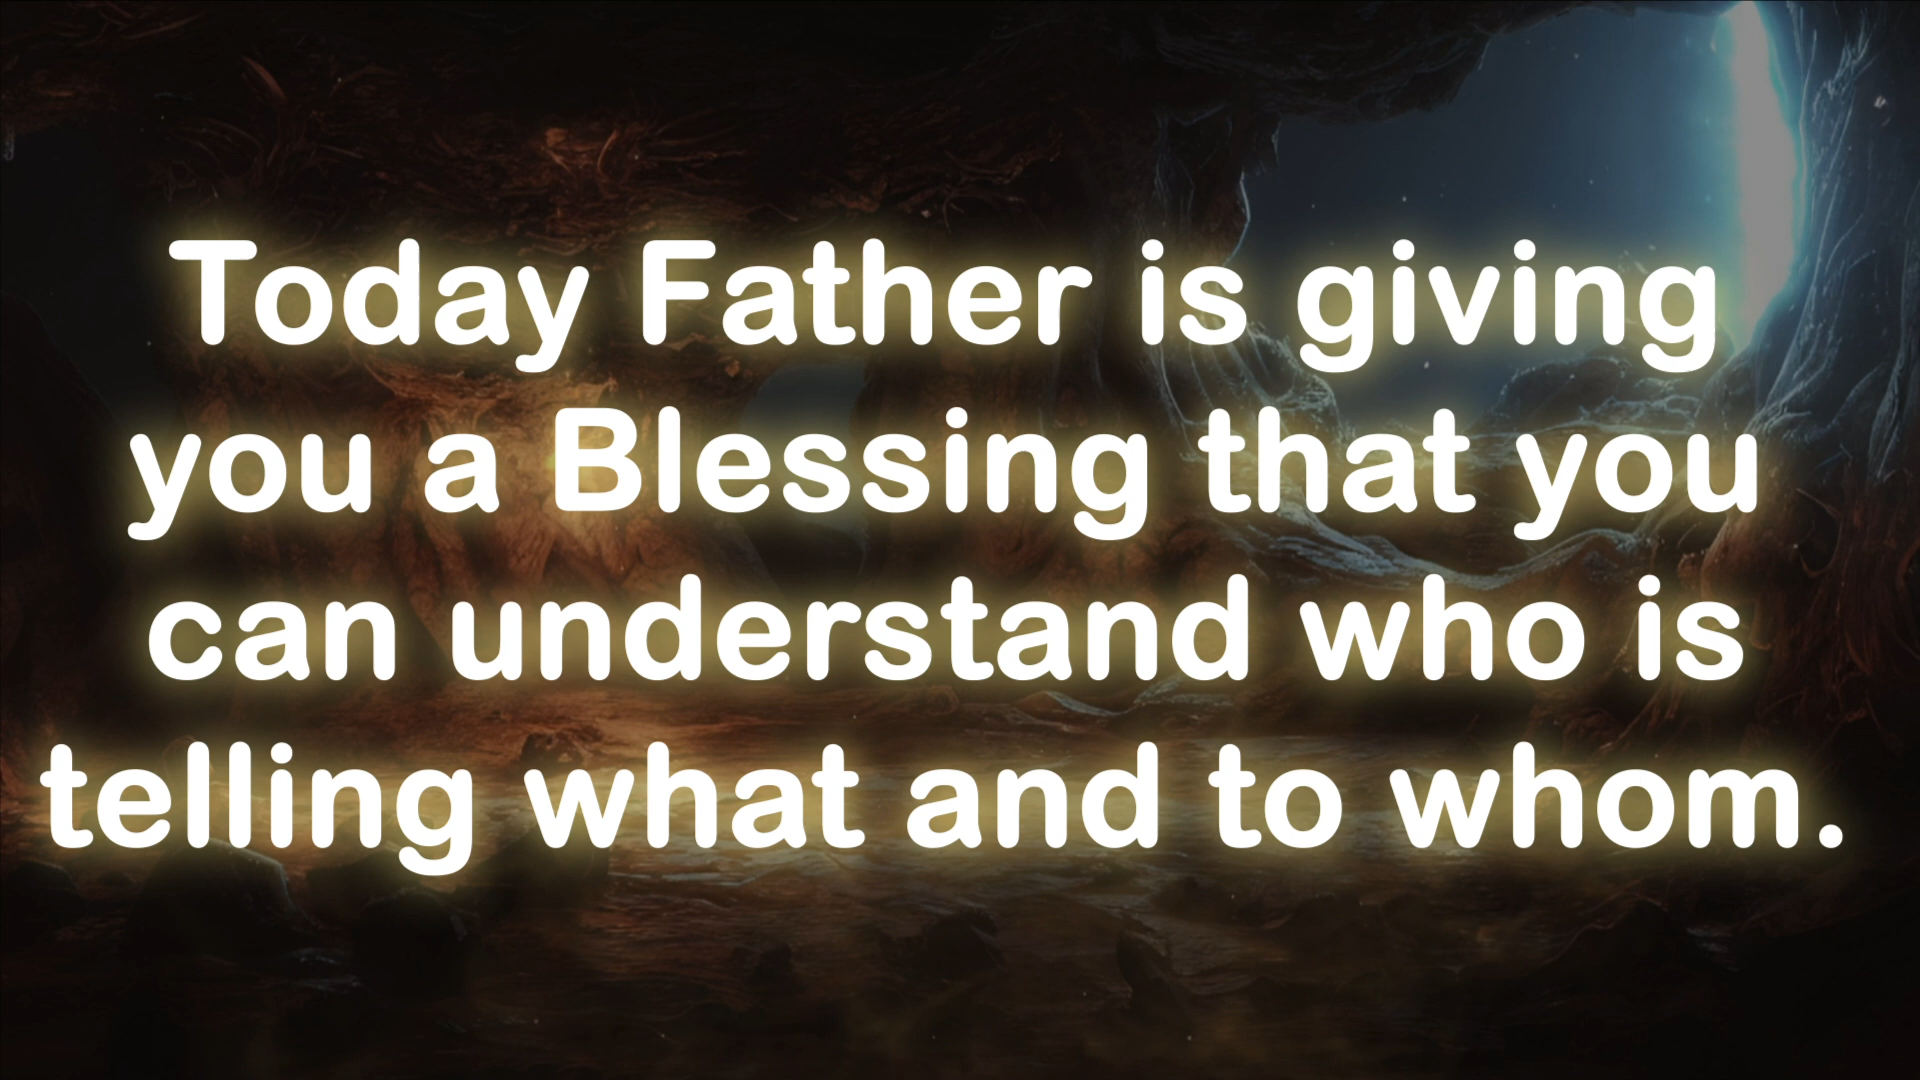 Today Father is giving
you a Blessing that you
can understand who is
telling what and to whom.